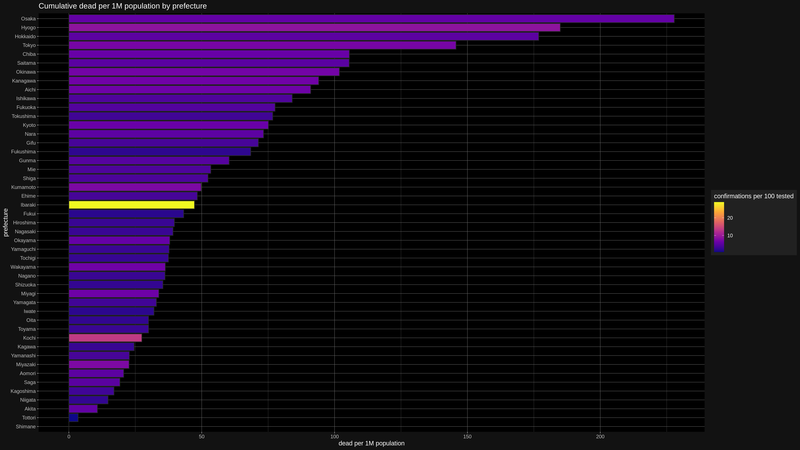 Cumulative dead per 1M population by prefecture
prefecture
Osaka
Hyogo
Hokkaido
Tokyo
Chiba
Saitama
Okinawa
Kanagawa
Aichi
Ishikawa
Fukuoka
Tokushima
Kyoto
Nara
Gifu
Fukushima
Gunma
Mie
Shiga
Kumamoto
Ehime
Ibaraki
Fukui
Hiroshima
Nagasaki
Okayama
Yamaguchi
Tochigi
Wakayama
Nagano
Shizuoka
Miyagi
Yamagata
Iwate
Oita
Toyama
Kochi
Kagawa
Yamanashi
Miyazaki
Aomori
Saga
Kagoshima
Niigata
Akita
Tottori
Shimane
0 50 100 150 200
dead per 1M population
confirmations per 100 tested
20
10